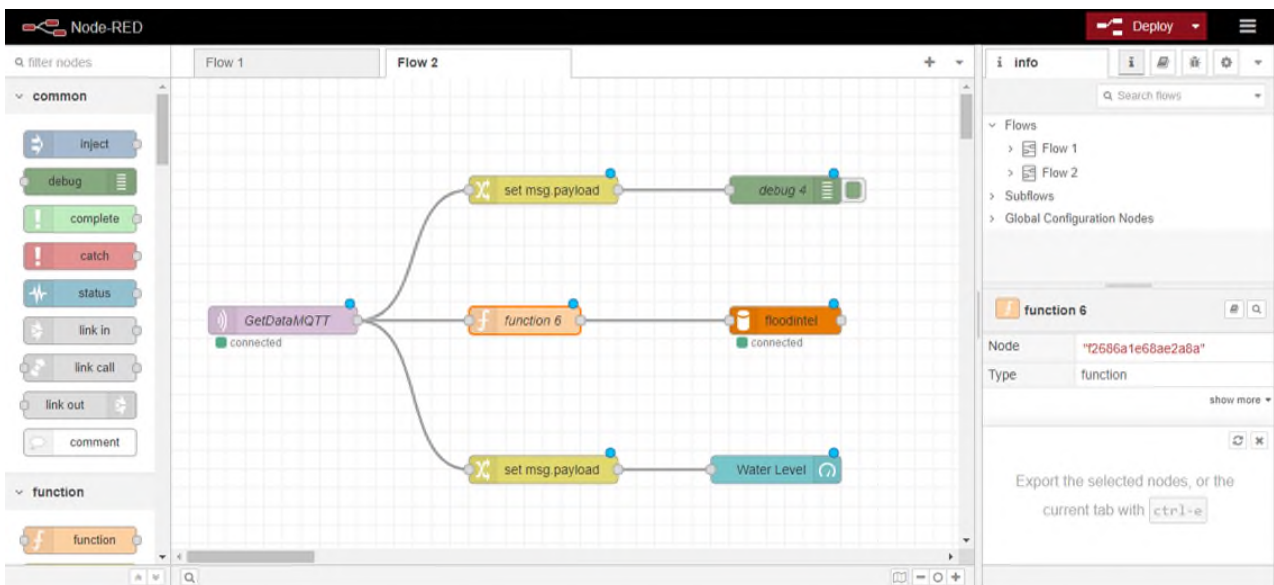 Node-RED
Deploy
filter nodes
Flow 1
Flow 2
i info
common
Search flows
inject
Flows
Flow 1
Flow 2
debug
set msg.payload
debug 4
Subflows
complete
Global Configuration Nodes
catch
status
function 6
GetDataMQTT
function 6
floodintel
link in
connected
connected
Node
"f2686a1e68ae2a8a"
link call
Type
function
link out
show more
comment
set msg.payload
Water Level
Export the selected nodes, or the
current tab with ctrl-e
function
function